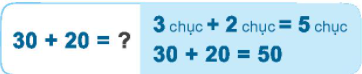 30 + 20 = ?
3 chục + 2 chục = 5 chục
30 + 20 = 50